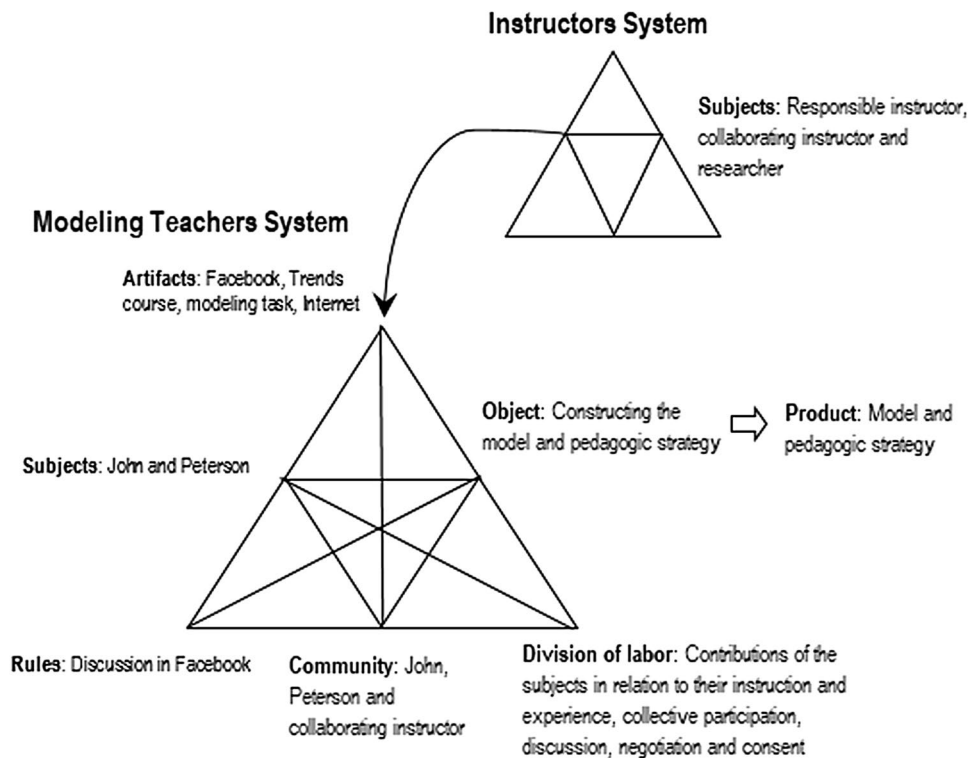 Instructors System
Subjects: Responsible instructor,
collaborating instructor and
researcher
Modeling Teachers System
Artifacts: Facebook, Trends
course, modeling task, Internet
Object: Constructing the
model and pedagogic strategy
Product: Model and
pedagogic strategy
Subjects: John and Peterson
Rules: Discussion in Facebook
Community: John,
Peterson and
collaborating instructor
Division of labor: Contributions of the
subjects in relation to their instruction and
experience, collective participation,
discussion, negotiation and consent